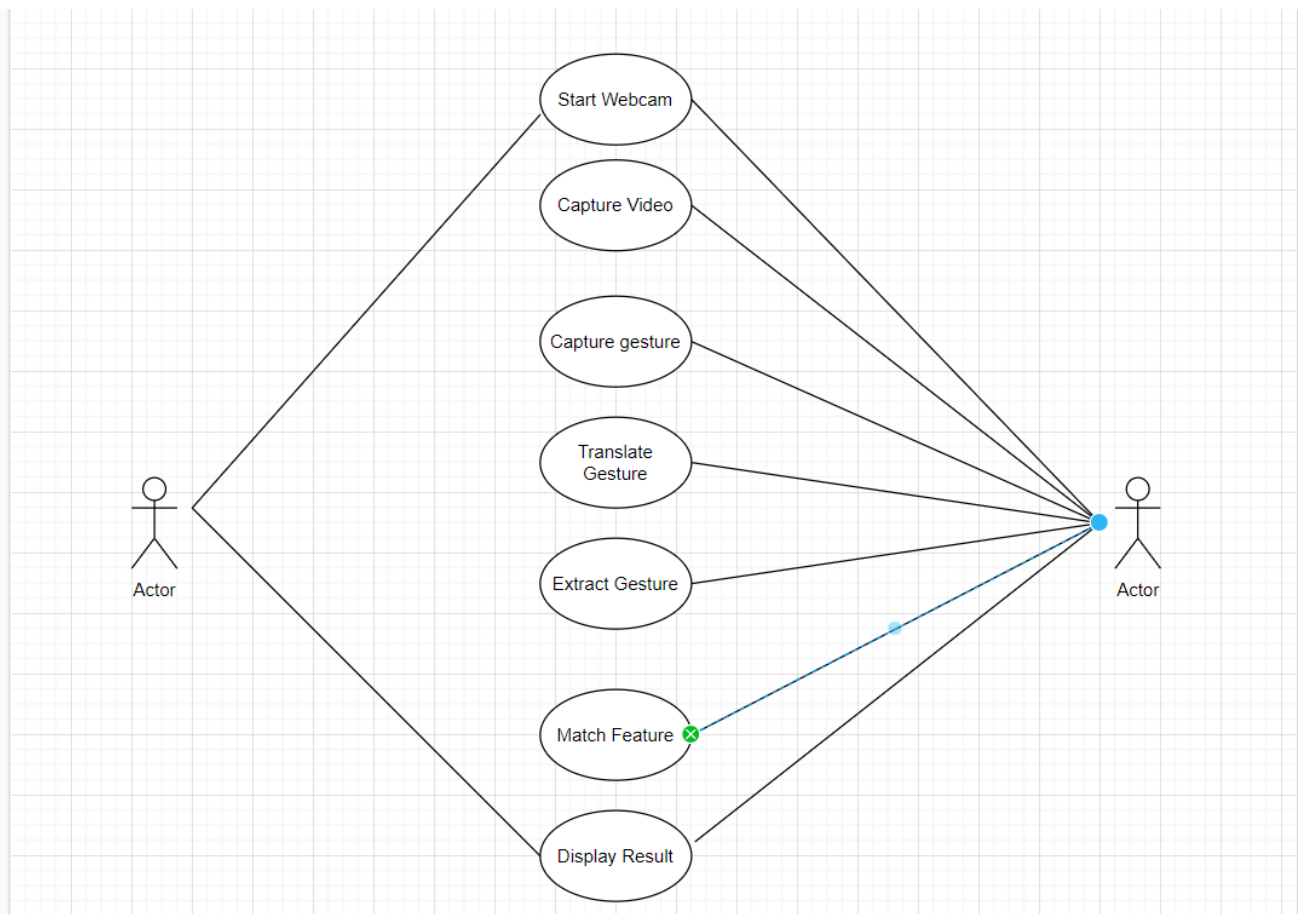 Start Webcam
Capture Video
Capture gesture
Translate
Gesture
Actor
Actor
Extract Gesture
Match Feature
Display Result